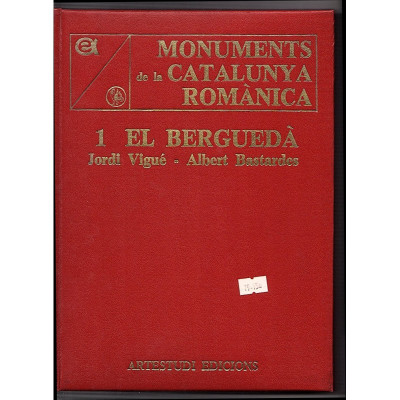 MONUMENTS
de la CATALUNYA
ROMÀNICA
1 EL BERGUEDÀ
Jordi Vigué - Albert Bastardes
ARTESTUDI EDICIONS